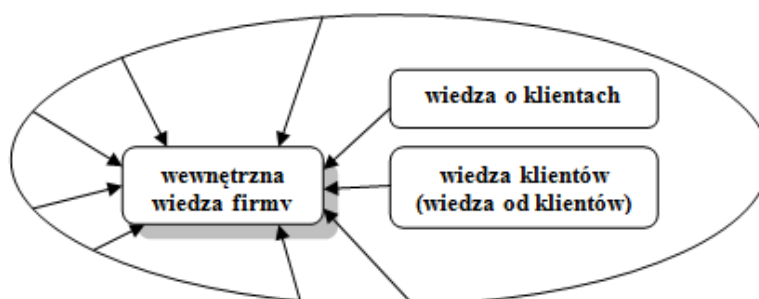 wiedza o klientach
wewnętrzna
wiedza firmy
wiedza klientów
(wiedza od klientów)